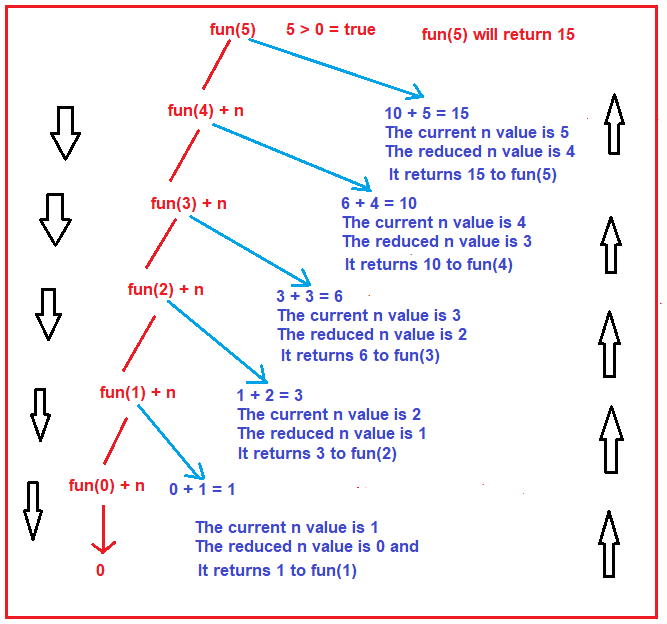 fun(5) 5 > 0 = true fun(5) will return 15
fun(4) + n
10 + 5 = 15
The current n value is 5
The reduced n value is 4
It returns 15 to fun(5)
fun(3) + n
6 + 4 = 10
The current n value is 4
The reduced n value is 3
It returns 10 to fun(4)
fun(2) + n
3 + 3 = 6
The current n value is 3
The reduced n value is 2
It returns 6 to fun(3)
fun(1) + n
1 + 2 = 3
The current n value is 2
The reduced n value is 1
It returns 3 to fun(2)
fun(0) + n
0 + 1 = 1
The current n value is 1
The reduced n value is 0 and
It returns 1 to fun(1)
0